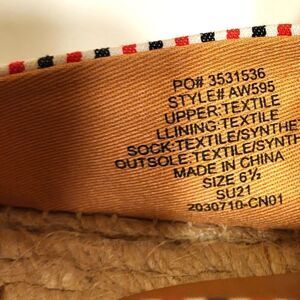 PO# 3531536
STYLE# AW595
UPPER:TEXTILE
LLINING:TEXTILE
SOCK:TEXTILE/SYNTHE
OUTSOLE:TEXTILE/SYNTH
MADE IN CHINA
SIZE 6½
SU21
2030710-CN01